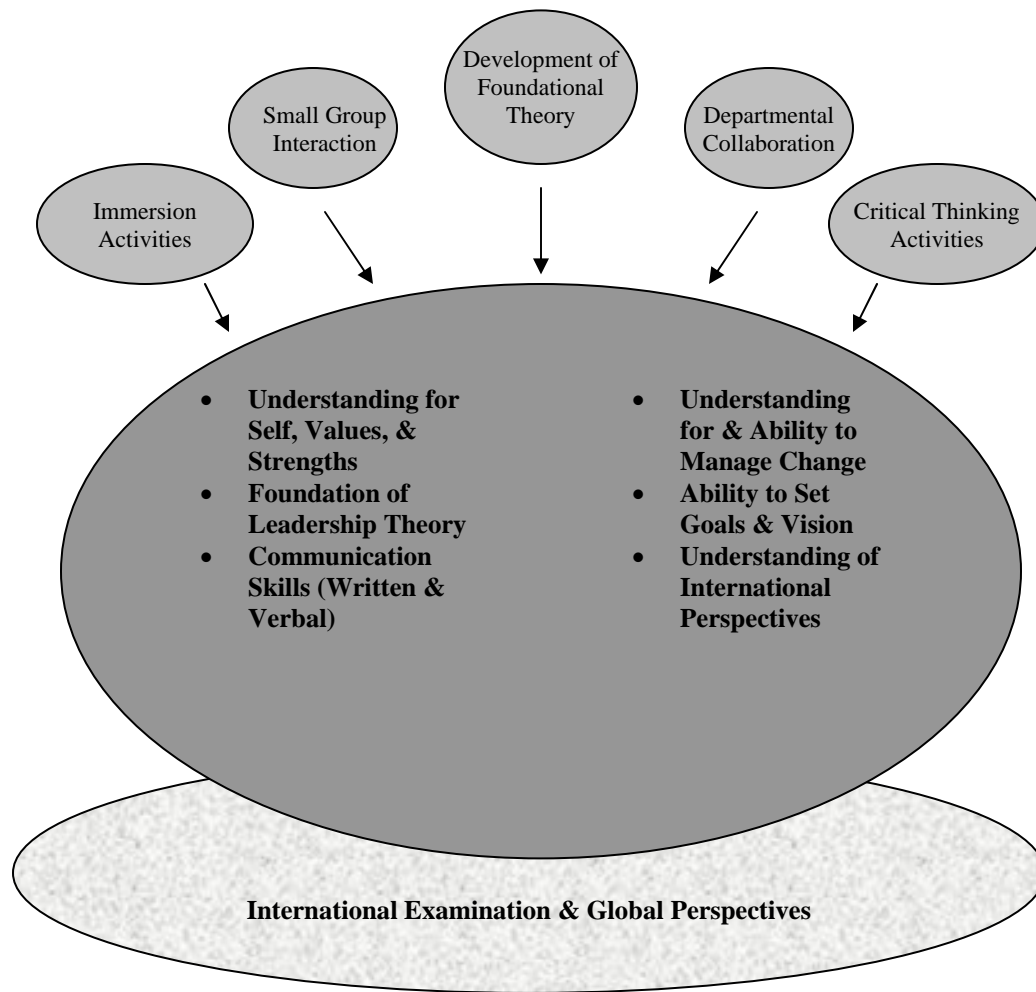 Development of
Foundational
Theory
Small Group
Interaction
Departmental
Collaboration
Immersion
Activities
Critical Thinking
Activities
• Understanding for
Self, Values, &
Strengths
• Foundation of
Leadership Theory
• Communication
Skills (Written &
Verbal)
• Understanding
for & Ability to
Manage Change
• Ability to Set
Goals & Vision
• Understanding of
International
Perspectives
International Examination & Global Perspectives